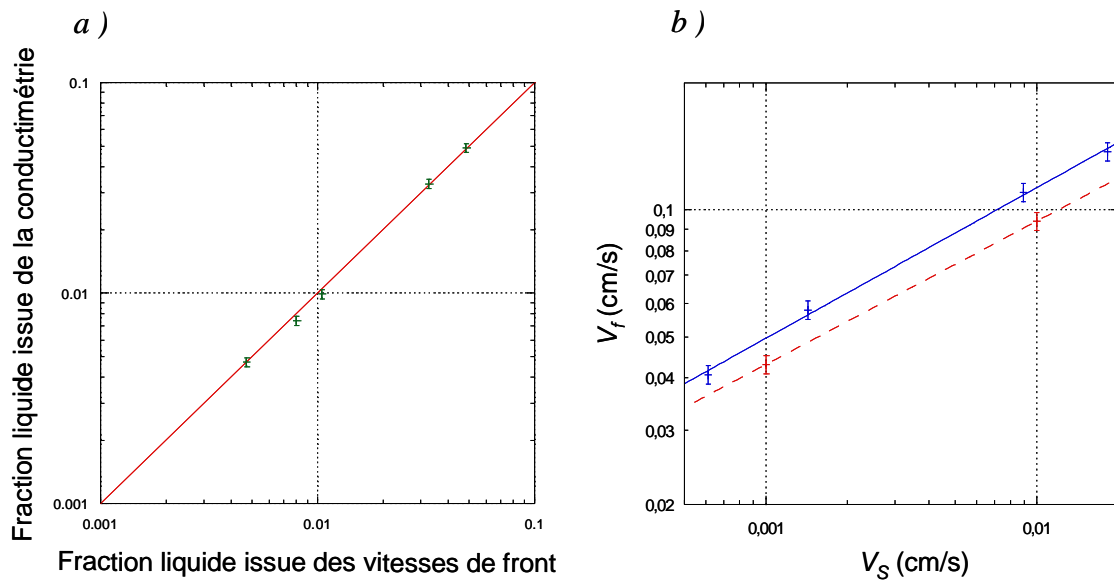 a )
Fraction liquide issue de la conductimétrie
0.1
0.01
0.001
0.001
0.01
0.1
Fraction liquide issue des vitesses de front
b )
V_f (cm/s)
0,1
0,09
0,08
0,07
0,06
0,05
0,04
0,03
0,02
0,001
0,01
V_S (cm/s)